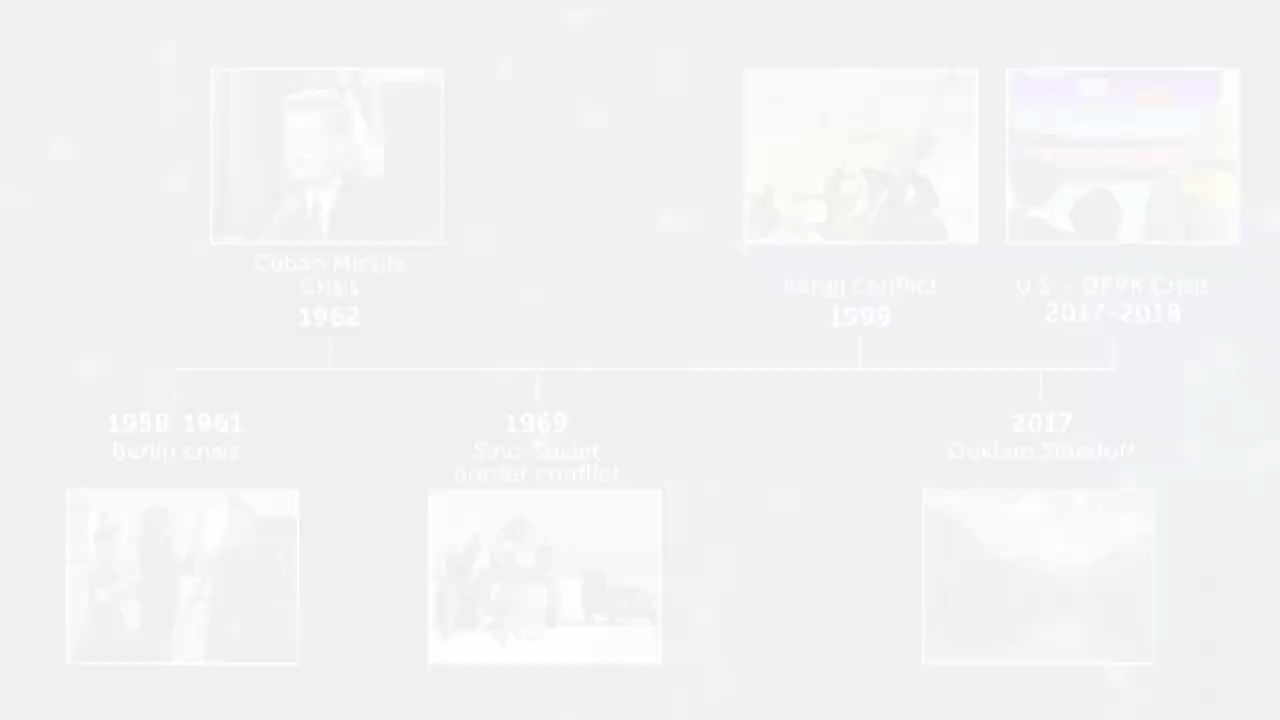 Cuban Missile
Crisis
1962
Kargil conflict
1999
U.S. - DPRK Crisis
2017-2018
1958 1961
Berlin crisis
1969
Sino-Soviet
border conflict
2017
Doklam Standoff